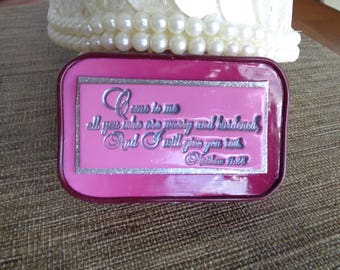 Come to me
all you who are weary and burdened,
And I will give you rest.
Matthew 11:28